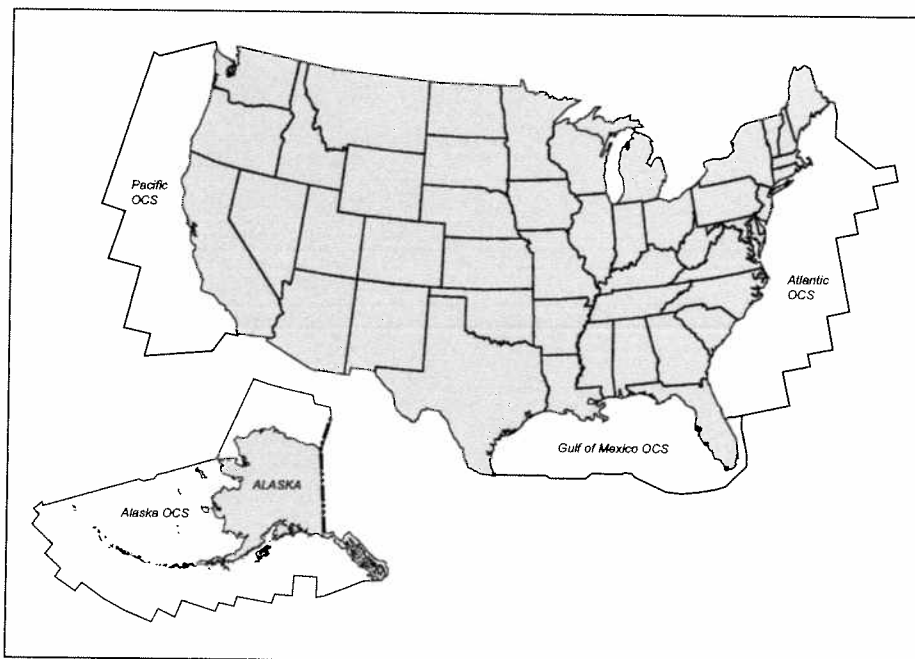 Pacific
OCS
Atlantic
OCS
Gulf of Mexico OCS
ALASKA
Alaska OCS